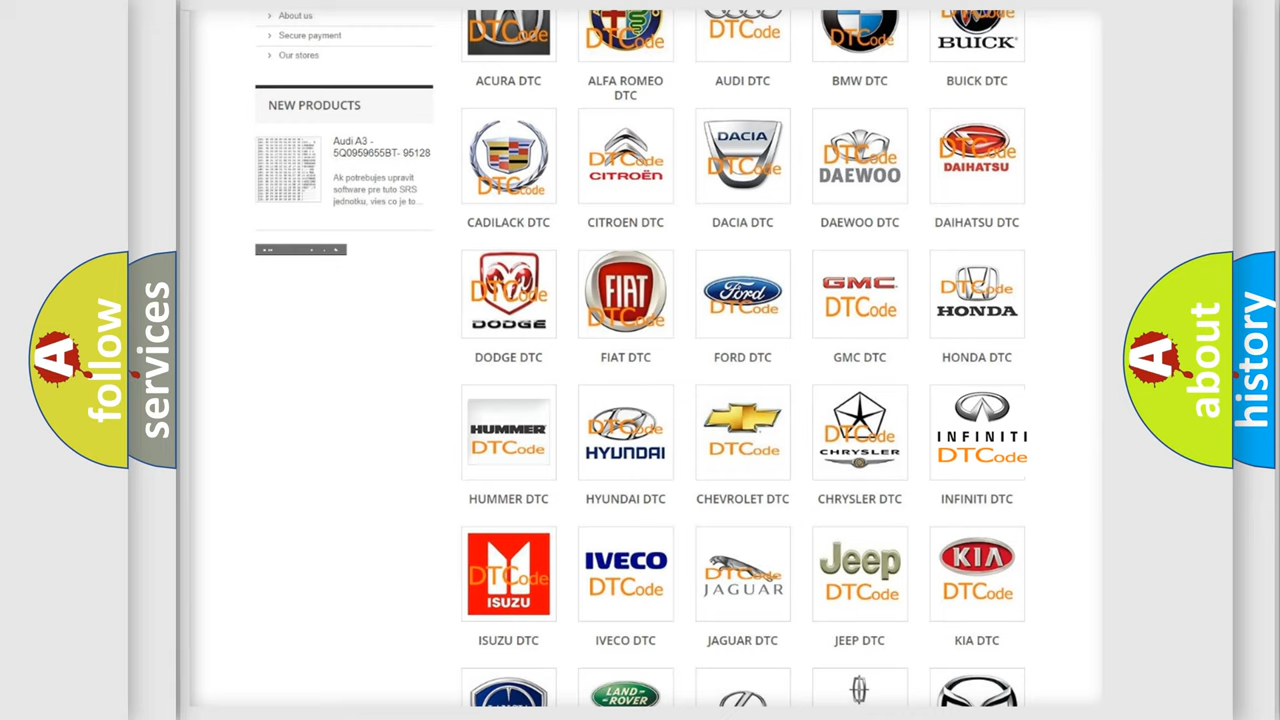 About us
Secure payment
Our stores
NEW PRODUCTS
Audi A3 -
5Q0959655BT- 95128
Ak potrebujes upravit
software pre tuto SRS
jednotku, vies co je to...
DTCode
DTCode
DTCode
DTCode
BUICK
ACURA DTC
ALFA ROMEO
DTC
AUDI DTC
BMW DTC
BUICK DTC
DTCode
DTCode
CITROËN
DACIA
DTCode
DTCode
DAEWOO
DTCode
DAIHATSU
CADILACK DTC
CITROEN DTC
DACIA DTC
DAEWOO DTC
DAIHATSU DTC
DTCode
DODGE
FIAT
DTCode
Ford
DTCode
GMC
DTCode
DTCode
HONDA
DODGE DTC
FIAT DTC
FORD DTC
GMC DTC
HONDA DTC
HUMMER
DTCode
DTCode
HYUNDAI
DTCode
DTCode
CHRYSLER
INFINITI
DTCode
HUMMER DTC
HYUNDAI DTC
CHEVROLET DTC
CHRYSLER DTC
INFINITI DTC
DTCode
ISUZU
IVECO
DTCode
DTCode
JAGUAR
Jeep
DTCode
KIA
DTCode
ISUZU DTC
IVECO DTC
JAGUAR DTC
JEEP DTC
KIA DTC
LAND-
ROVER
A follow
services
A about
history